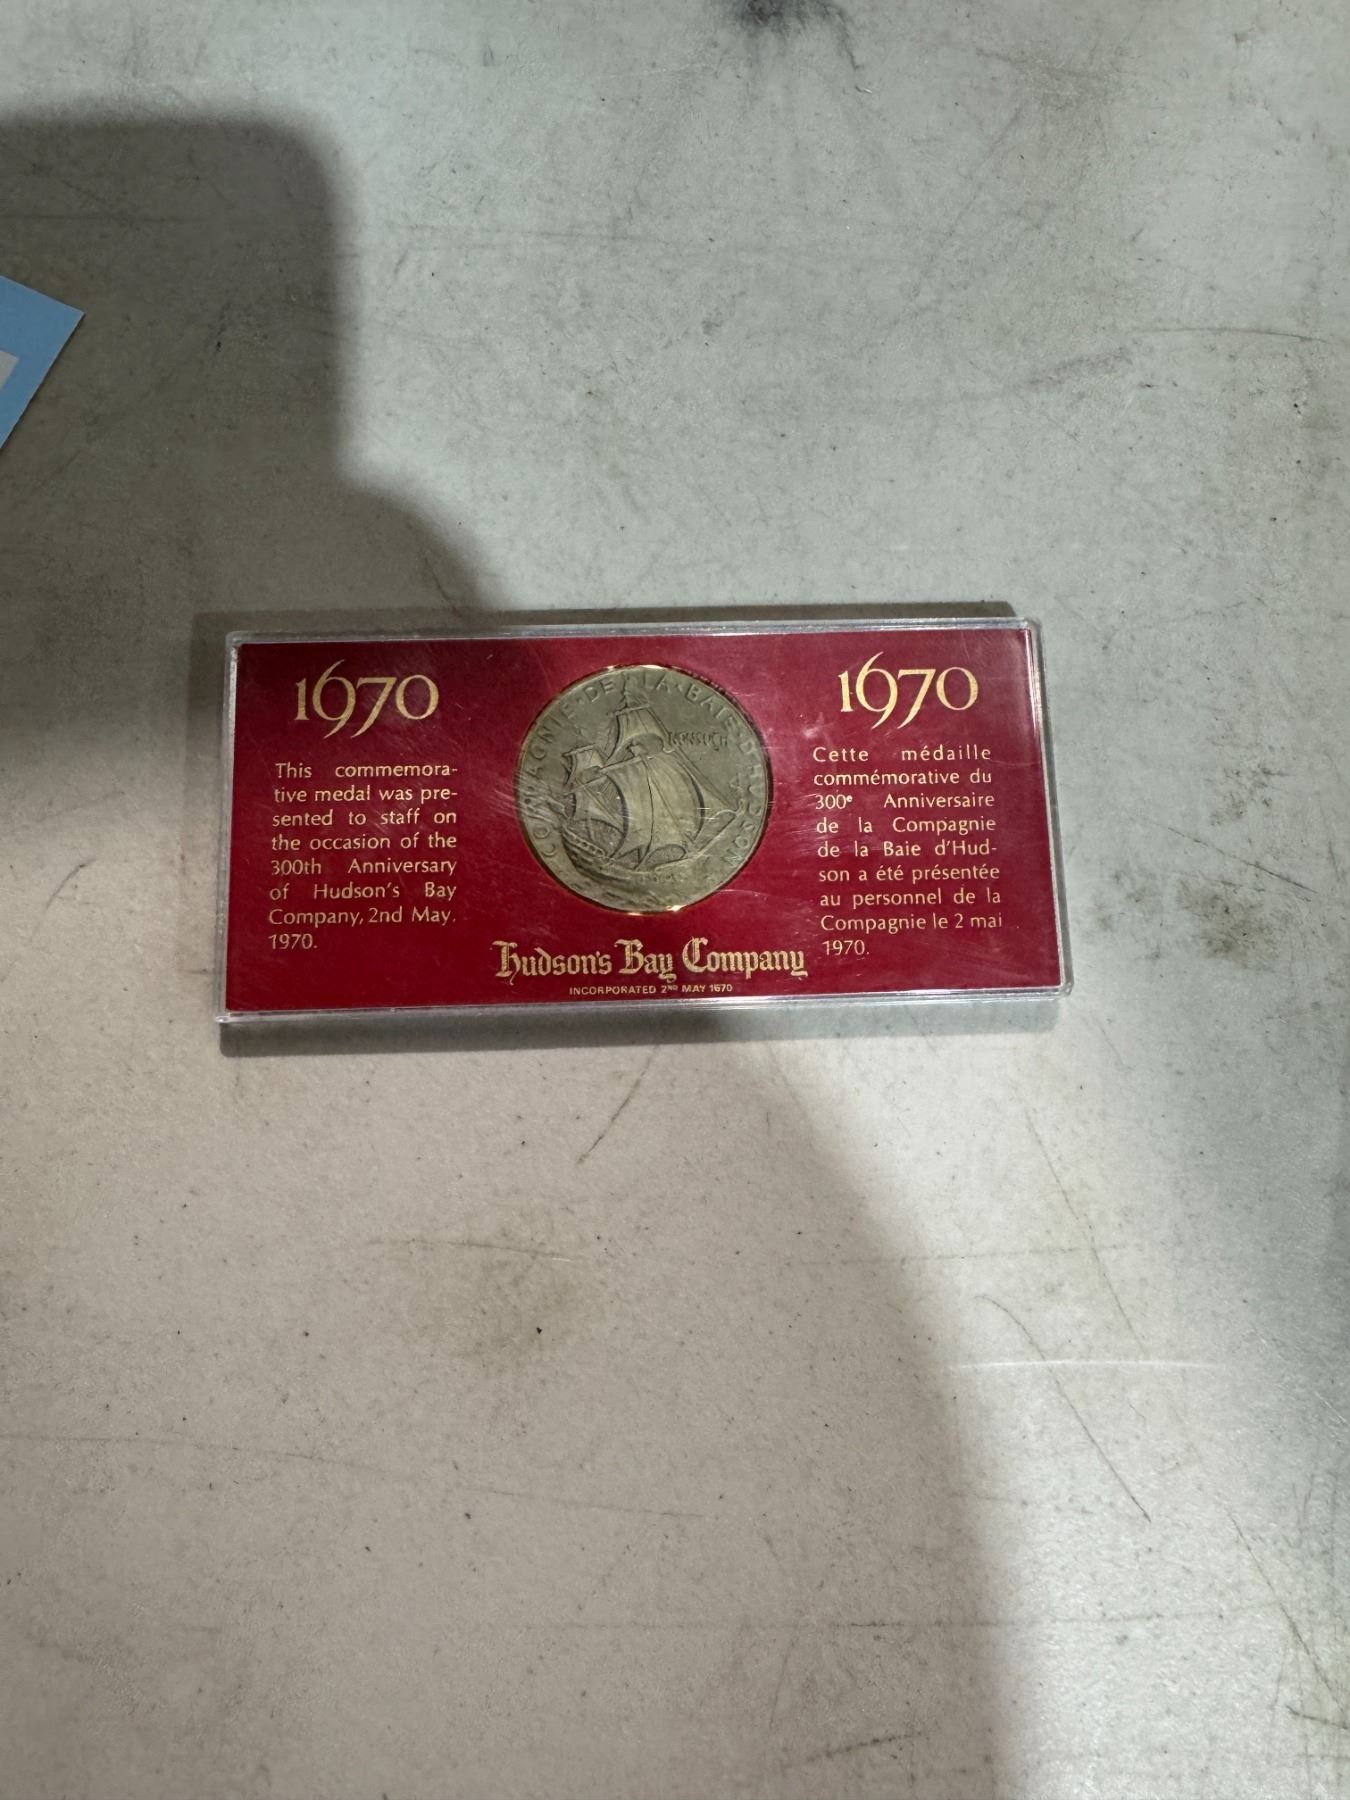 1670
This commemora-
tive medal was pre-
sented to staff on
the occasion of the
300th Anniversary
of Hudson's Bay
Company, 2nd May.
1970.
COMPAGNIE·DE·LA·BAIE·D'HUDSON
NONSUCH
Hudson's Bay Company
INCORPORATED 2ND MAY 1670
1670
Cette médaille
commémorative du
300e Anniversaire
de la Compagnie
de la Baie d'Hud-
son a été présentée
au personnel de la
Compagnie le 2 mai
1970.